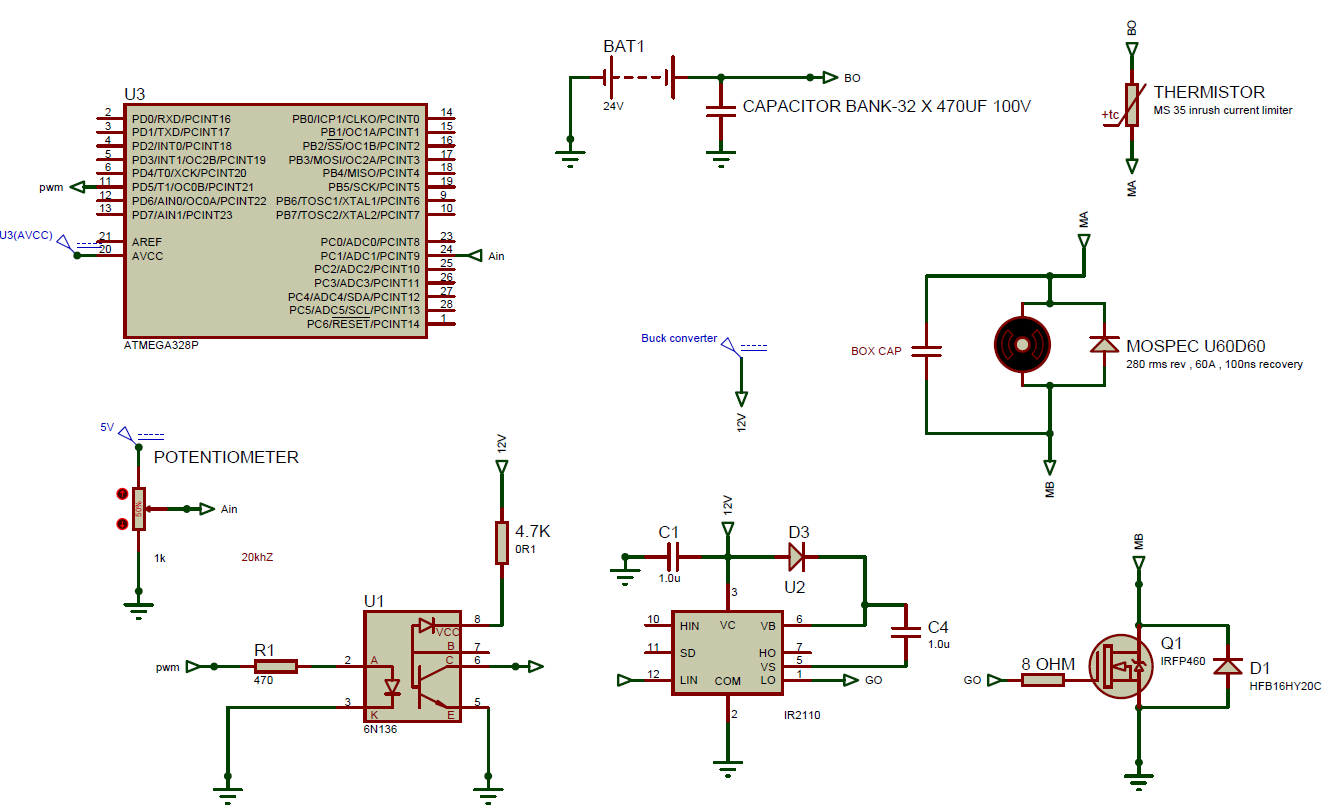 BAT1
24V
BO
CAPACITOR BANK-32 X 470UF 100V
BO
+tc
THERMISTOR
MS 35 inrush current limiter
MA
U3
2 PD0/RXD/PCINT16 PB0/ICP1/CLKO/PCINT0 14
3 PD1/TXD/PCINT17 PB1/OC1A/PCINT1 15
4 PD2/INT0/PCINT18 PB2/SS/OC1B/PCINT2 16
5 PD3/INT1/OC2B/PCINT19 PB3/MOSI/OC2A/PCINT3 17
6 PD4/T0/XCK/PCINT20 PB4/MISO/PCINT4 18
pwm 11 PD5/T1/OC0B/PCINT21 PB5/SCK/PCINT5 19
12 PD6/AIN0/OC0A/PCINT22 PB6/TOSC1/XTAL1/PCINT6 9
13 PD7/AIN1/PCINT23 PB7/TOSC2/XTAL2/PCINT7 10
U3(AVCC)
21 AREF PC0/ADC0/PCINT8 23
20 AVCC PC1/ADC1/PCINT9 24 Ain
PC2/ADC2/PCINT10 25
PC3/ADC3/PCINT11 26
PC4/ADC4/SDA/PCINT12 27
PC5/ADC5/SCL/PCINT13 28
PC6/RESET/PCINT14 1
ATMEGA328P
MA
BOX CAP
MOSPEC U60D60
280 rms rev , 60A , 100ns recovery
MB
Buck converter
12V
5V
POTENTIOMETER
50%
Ain
1k
20khZ
12V
4.7K
0R1
U1
pwm
R1
470
2 A
3 K
VCC 8
B 7
C 6
E 5
6N136
12V
C1
1.0u
D3
U2
3
10 HIN VC VB 6
11 SD HO 7
VS 5
12 LIN COM LO 1 GO
2
IR2110
C4
1.0u
MB
GO
8 OHM
Q1
IRFP460
D1
HFB16HY20C